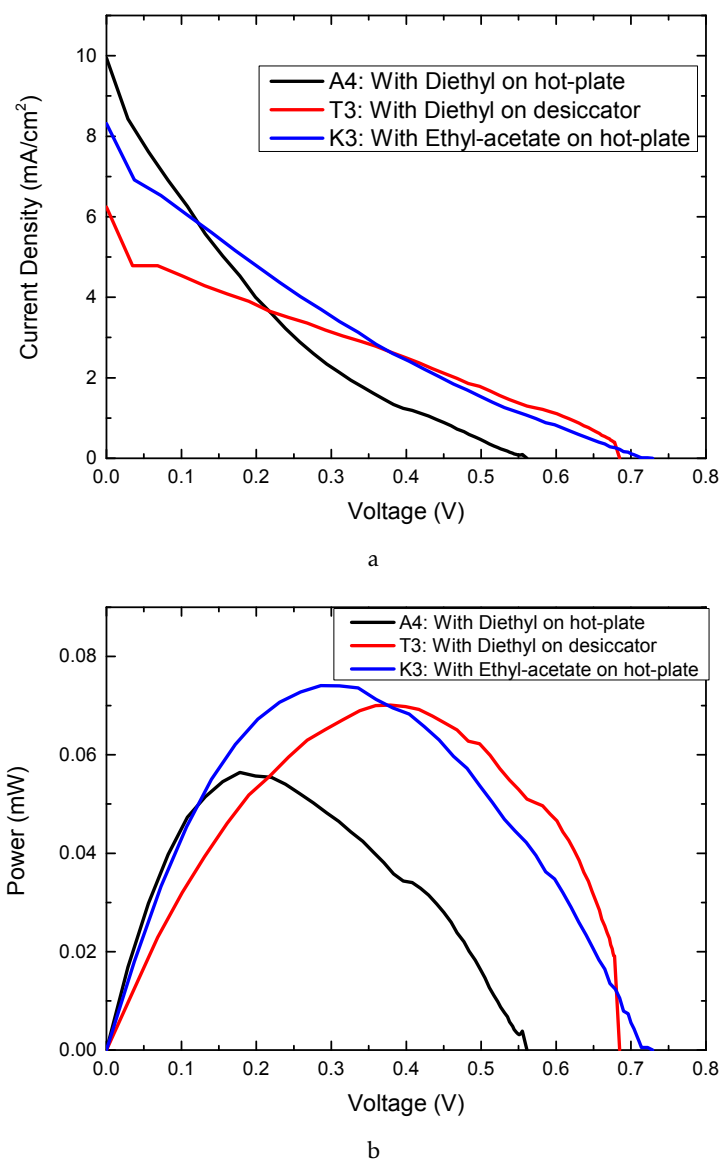 10
8
6
4
2
0
Current Density (mA/cm²)
A4: With Diethyl on hot-plate
T3: With Diethyl on desiccator
K3: With Ethyl-acetate on hot-plate
0.0 0.1 0.2 0.3 0.4 0.5 0.6 0.7 0.8
Voltage (V)
a
0.08
0.06
0.04
0.02
0.00
Power (mW)
A4: With Diethyl on hot-plate
T3: With Diethyl on desiccator
K3: With Ethyl-acetate on hot-plate
0.0 0.1 0.2 0.3 0.4 0.5 0.6 0.7 0.8
Voltage (V)
b